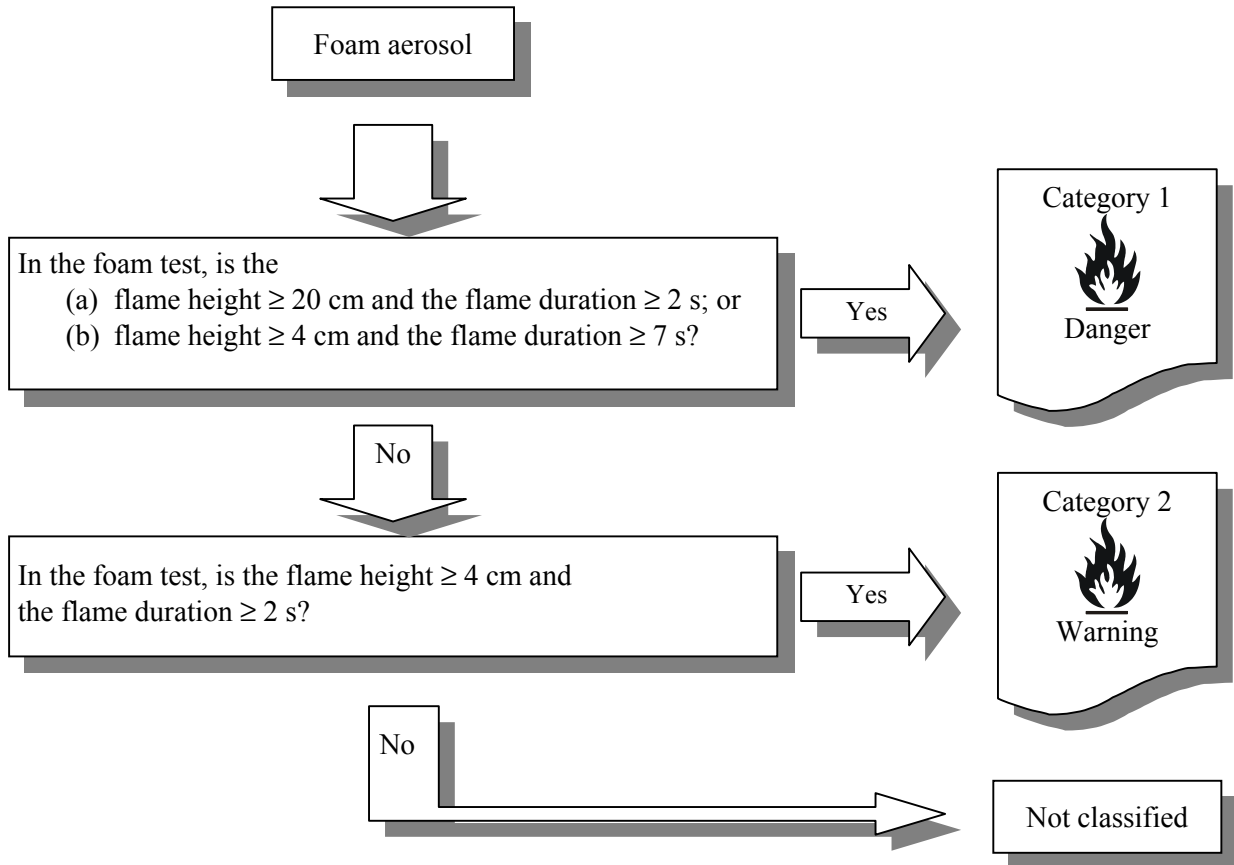 Foam aerosol
In the foam test, is the
(a) flame height ≥ 20 cm and the flame duration ≥ 2 s; or
(b) flame height ≥ 4 cm and the flame duration ≥ 7 s?
Yes
Category 1
Danger
No
In the foam test, is the flame height ≥ 4 cm and
the flame duration ≥ 2 s?
Yes
Category 2
Warning
No
Not classified